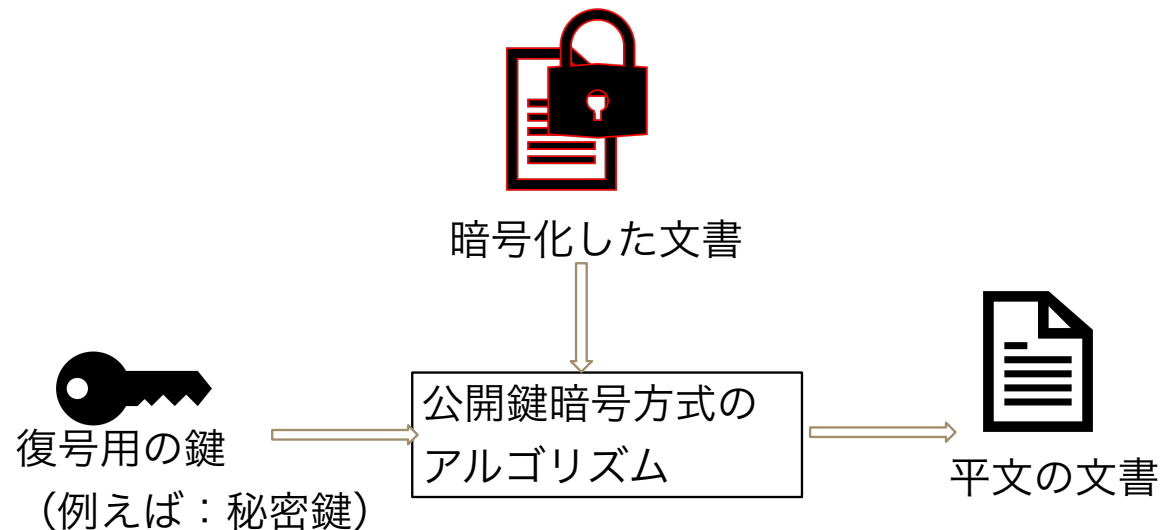 暗号化した文書
公開鍵暗号方式の
アルゴリズム
復号用の鍵
（例えば：秘密鍵）
平文の文書